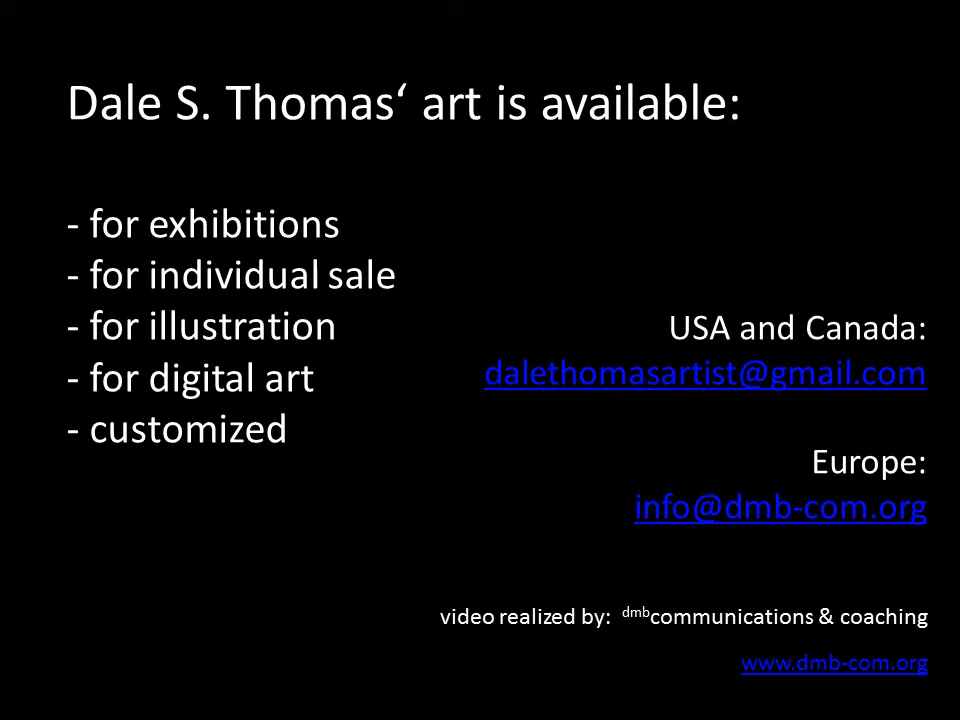 Dale S. Thomas‘ art is available:
- for exhibitions
- for individual sale
- for illustration
- for digital art
- customized
USA and Canada:
dalethomasartist@gmail.com
Europe:
info@dmb-com.org
video realized by: dmbcommunications & coaching
www.dmb-com.org